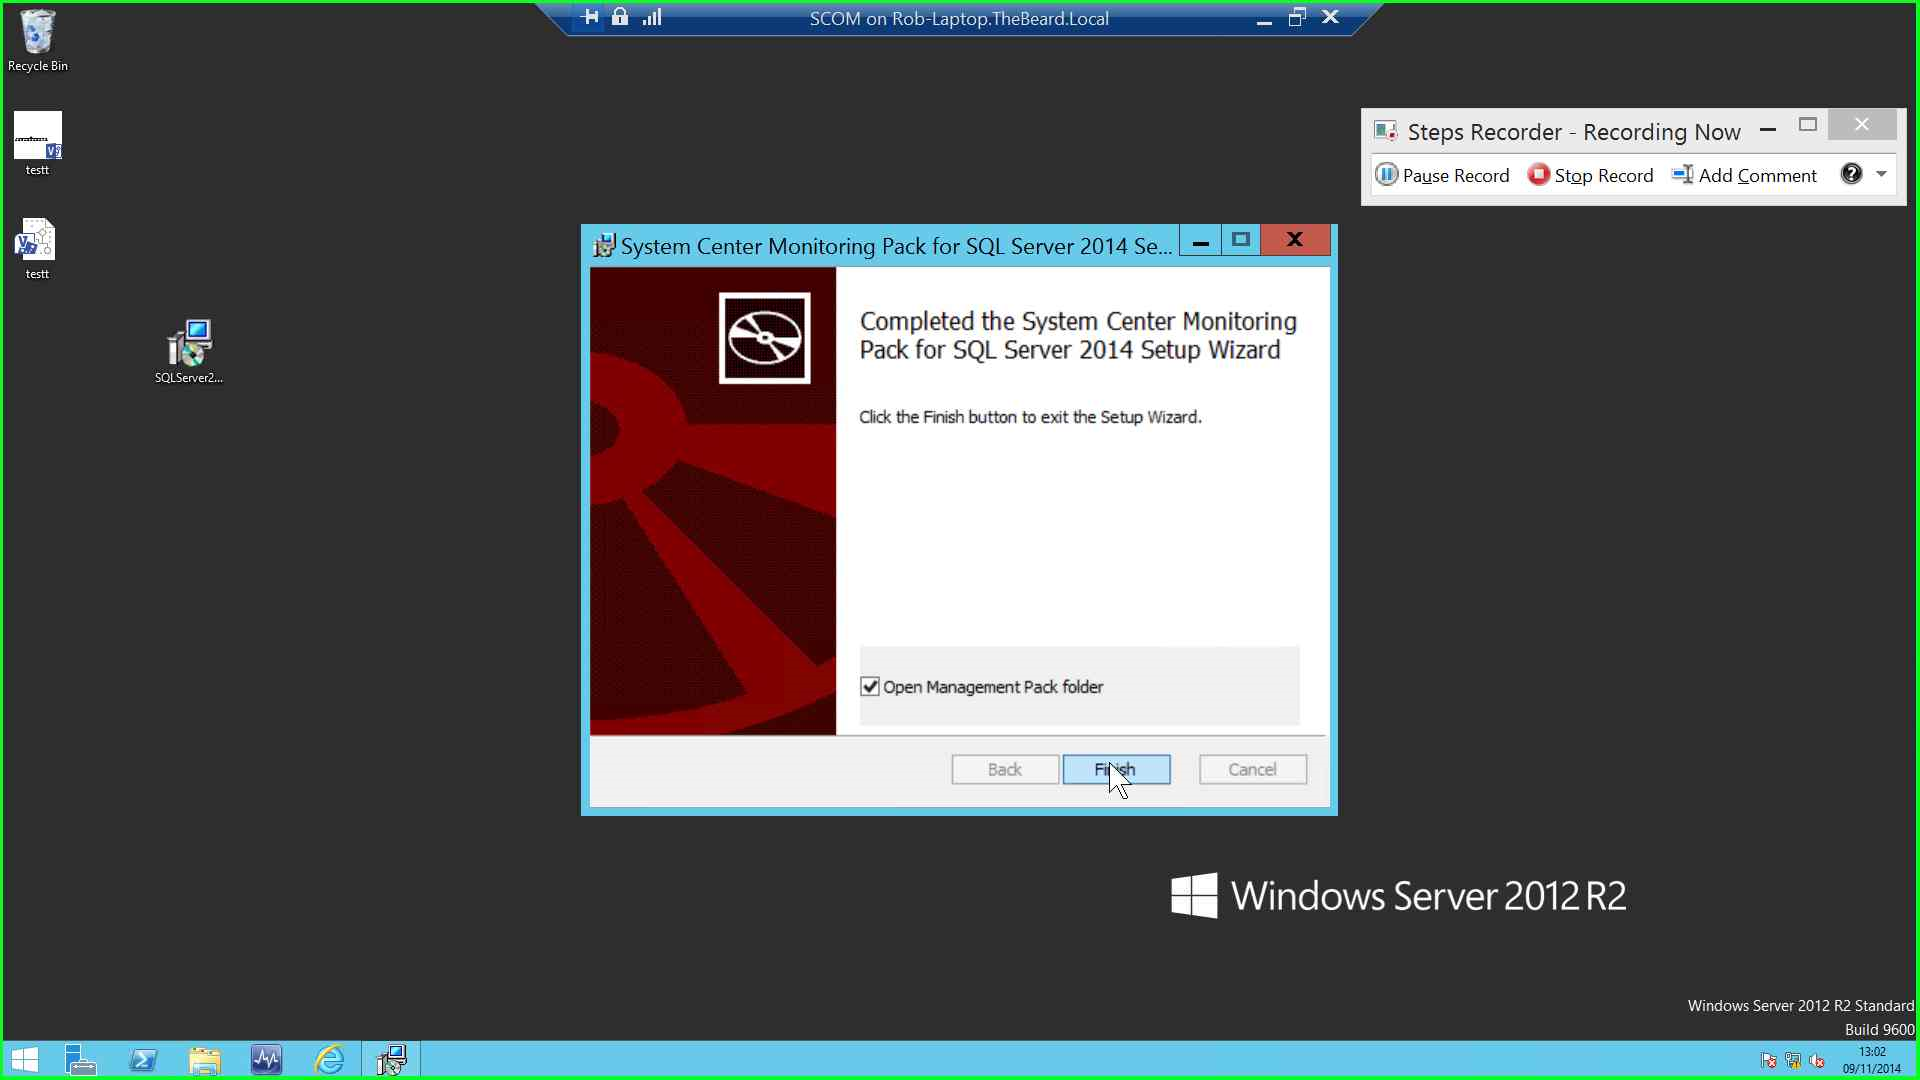 SCOM on Rob-Laptop.TheBeard.Local
Recycle Bin
testt
testt
SQLServer2...
Steps Recorder - Recording Now
Pause Record
Stop Record
Add Comment
System Center Monitoring Pack for SQL Server 2014 Se...
Completed the System Center Monitoring
Pack for SQL Server 2014 Setup Wizard
Click the Finish button to exit the Setup Wizard.
Open Management Pack folder
Back
Finish
Cancel
Windows Server 2012 R2
Windows Server 2012 R2 Standard
Build 9600
13:02
09/11/2014